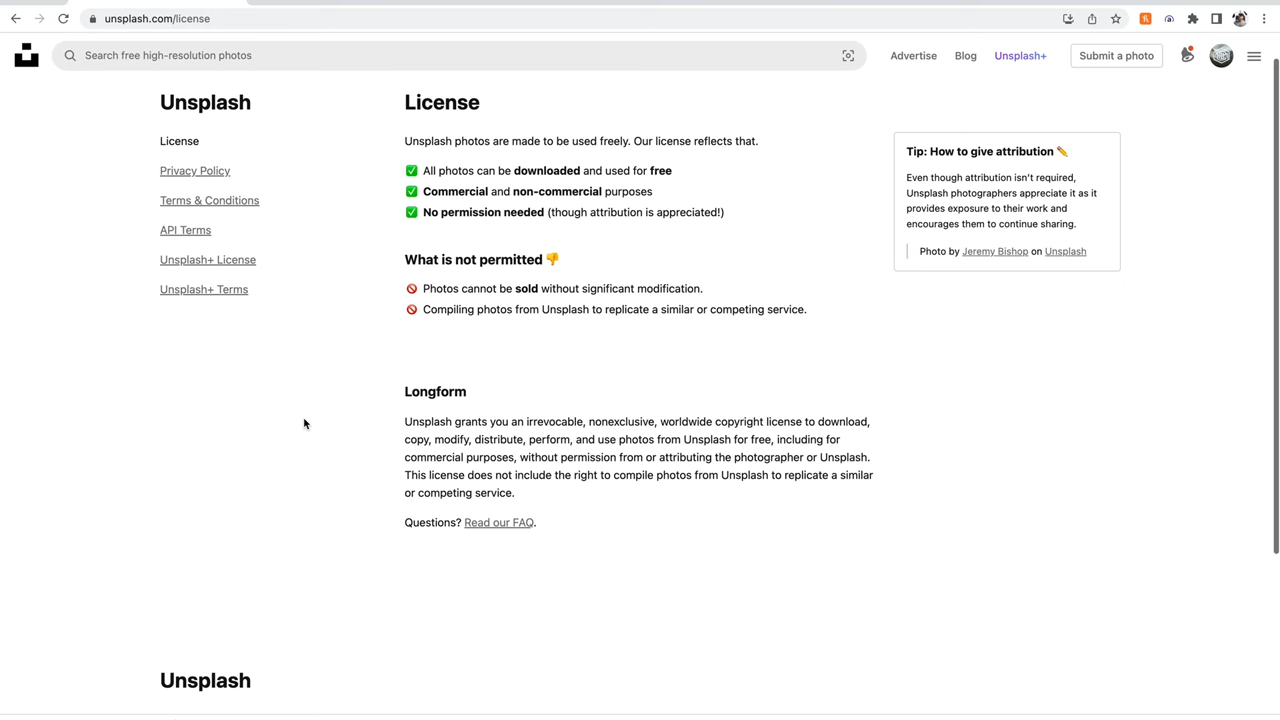 unsplash.com/license
Search free high-resolution photos
Advertise
Blog
Unsplash+
Submit a photo
Unsplash
License
Privacy Policy
Terms & Conditions
API Terms
Unsplash+ License
Unsplash+ Terms
License
Unsplash photos are made to be used freely. Our license reflects that.
✅ All photos can be downloaded and used for free
✅ Commercial and non-commercial purposes
✅ No permission needed (though attribution is appreciated!)
What is not permitted 👎
🚫 Photos cannot be sold without significant modification.
🚫 Compiling photos from Unsplash to replicate a similar or competing service.
Longform
Unsplash grants you an irrevocable, nonexclusive, worldwide copyright license to download,
copy, modify, distribute, perform, and use photos from Unsplash for free, including for
commercial purposes, without permission from or attributing the photographer or Unsplash.
This license does not include the right to compile photos from Unsplash to replicate a similar
or competing service.
Questions? Read our FAQ.
Tip: How to give attribution ✏️
Even though attribution isn't required,
Unsplash photographers appreciate it as it
provides exposure to their work and
encourages them to continue sharing.
Photo by Jeremy Bishop on Unsplash
Unsplash